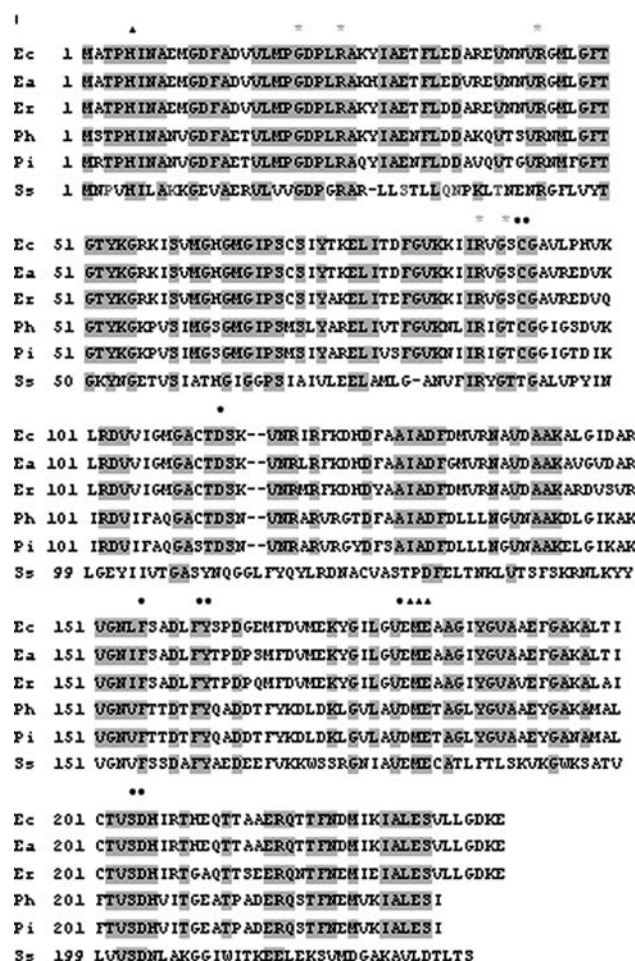 Ec 1 MATPHINAEMGDFADVVLMPGDPLRAKYIAETFLEDAREVNNVRGMLGFT
Ea 1 MATPHINAEMGDFADVVLMPGDPLRAKHIAETFLEDVREVNNVRGMLGFT
Er 1 MATPHINAEMGDFADVVLMPGDPLRAKYIAETFLEDVREVNNVRGMLGFT
Ph 1 MSTPHINANVGDFAETVLMPGDPLRAKYIAENFLDDAKQVTSVRNMLGFT
Pi 1 MRTPHINANVGDFAETVLMPGDPLRAQYIAENFLDDAVQVTGVRNMFGFT
Ss 1 MNPVHILAKKGEVAERVLVVGDPGRAR-LLSTLLQNPKLTNENRGFLVYT
Ec 51 GTYKGRKISVMGHGMGIPSCSIYTKELITDFGVKKIIRVGSCGAVLPHVK
Ea 51 GTYKGRKISVMGHGMGIPSCSIYTKELITDFGVKKIIRVGSCGAVREDVK
Er 51 GTYKGRKISVMGHGMGIPSCSIYAKELITEFGVKKIIRVGSCGAVREDVQ
Ph 51 GTYKGKPVSIMGSGMGIPSMSLYARELIVTFGVKNLIRIGTCGGIGSDVK
Pi 51 GTYKGKPVSIMGSGMGIPSMSIYARELIVSFGVKNIIRIGTCGGIGTDIK
Ss 50 GKYNGETVSIATHGIGGPSIAIVLEELAMLG-ANVFIRYGTTGALVPYIN
Ec 101 LRDVVIGMGACTDSK--VNRIRFKDHDFAAIADFDMVRNAVDAAKALGIDAR
Ea 101 LRDVVIGMGACTDSK--VNRLRFKDHDFAAIADFGMVRNAVDAAKAVGVDAR
Er 101 LRDVVIGMGACTDSK--VNRMRFKDHDYAAIADFDMVRNAVDAAKARDVSVR
Ph 101 IRDVIFAQGACTDSN--VNRARVRGTDFAAIADFDLLLNGVNAAKDLGIKAK
Pi 101 IRDVIFAQGASTDSN--VNRARVRGYDFSAIADFDLLLNGVNAAKDLGIKAK
Ss 99 LGEYIIVTGASYNQGGLFYQYLRDNACVASTPDFELTNKLVTSFSKRNLKYY
Ec 151 VGNLFSADLFYSPDGEMFDVMEKYGILGVEMEAAGIYGVAAEFGAKALTI
Ea 151 VGNIFSADLFYTPDPSMFDVMEKYGILGVEMEAAGIYGVAAEFGAKALTI
Er 151 VGNIFSADLFYTPDPQMFDVMEKYGILGVEMEAAGIYGVAVEFGAKALAI
Ph 151 VGNVFTTDTFYQADDTFYKDLDKLGVLAVDMETAGLYGVAAEYGAKAMAL
Pi 151 VGNVFTTDTFYQADDTFYKDLDKLGVLAVDMETAGLYGVAAEYGANAMAL
Ss 151 VGNVFSSDAFYAEDEEFVKKWSSRGNIAVEMECATLFTLSKVKGWKSATV
Ec 201 CTVSDHIRTHEQTTAAERQTTFNDMIKIALESVLLGDKE
Ea 201 CTVSDHIRTHEQTTAAERQTTFNDMIKIALESVLLGDKE
Er 201 CTVSDHIRTGAQTTSEERQNTFNEMIEIALESVLLGDKE
Ph 201 FTVSDHVITGEATPADERQSTFNDMVKIALESI
Pi 201 FTVSDHVITGEATPADERQSTFNEMVKIALESI
Ss 199 LVVSDNLAKGGIWITKEELEKSVMDGAKAVLDTLTS